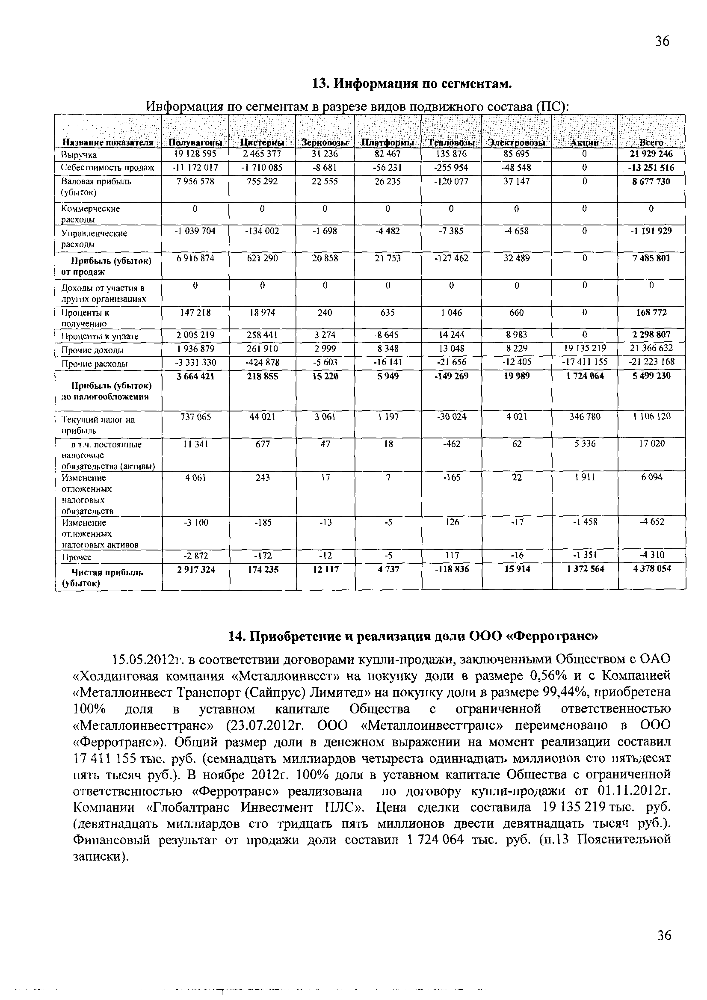 36
13. Информация по сегментам.
Информация по сегментам в разрезе видов подвижного состава (ПС):
Название показателя Полувагоны Цистерны Зерновозы Платформы Тепловозы Электровозы Акции Всего
Выручка 19 128 595 2 465 377 31 236 82 467 135 876 85 695 0 21 929 246
Себестоимость продаж -11 172 017 -1 710 085 -8 681 -56 231 -255 954 -48 548 0 -13 251 516
Валовая прибыль 7 956 578 755 292 22 555 26 235 -120 077 37 147 0 8 677 730
(убыток)
Коммерческие 0 0 0 0 0 0 0 0
расходы
Управленческие -1 039 704 -134 002 -1 698 -4 482 -7 385 -4 658 0 -1 191 929
расходы
Прибыль (убыток) 6 916 874 621 290 20 858 21 753 -127 462 32 489 0 7 485 801
от продаж
Доходы от участия в 0 0 0 0 0 0 0 0
других организациях
Проценты к 147 218 18 974 240 635 1 046 660 0 168 772
получению
Проценты к уплате 2 005 219 258 441 3 274 8 645 14 244 8 983 0 2 298 807
Прочие доходы 1 936 879 261 910 2 999 8 348 13 048 8 229 19 135 219 21 366 632
Прочие расходы -3 331 330 -424 878 -5 603 -16 141 -21 656 -12 405 -17 411 155 -21 223 168
Прибыль (убыток) 3 664 421 218 855 15 220 5 949 -149 269 19 989 1 724 064 5 499 230
до налогообложения
Текущий налог на 737 065 44 021 3 061 1 197 -30 024 4 021 346 780 1 106 120
прибыль
в т.ч. постоянные 11 341 677 47 18 -462 62 5 336 17 020
налоговые
обязательства (активы)
Изменение 4 061 243 17 7 -165 22 1 911 6 094
отложенных
налоговых
обязательств
Изменение -3 100 -185 -13 -5 126 -17 -1 458 -4 652
отложенных
налоговых активов
Прочее -2 872 -172 -12 -5 117 -16 -1 351 -4 310
Чистая прибыль 2 917 324 174 235 12 117 4 737 -118 836 15 914 1 372 564 4 378 054
(убыток)
14. Приобретение и реализация доли ООО «Ферротранс»
15.05.2012г. в соответствии договорами купли-продажи, заключенными Обществом с ОАО
«Холдинговая компания «Металлоинвест» на покупку доли в размере 0,56% и с Компанией
«Металлоинвест Транспорт (Сайпрус) Лимитед» на покупку доли в размере 99,44%, приобретена
100% доля в уставном капитале Общества с ограниченной ответственностью
«Металлоинвесттранс» (23.07.2012г. ООО «Металлоинвесттранс» переименовано в ООО
«Ферротранс»). Общий размер доли в денежном выражении на момент реализации составил
17 411 155 тыс. руб. (семнадцать миллиардов четыреста одиннадцать миллионов сто пятьдесят
пять тысяч руб.). В ноябре 2012г. 100% доля в уставном капитале Общества с ограниченной
ответственностью «Ферротранс» реализована по договору купли-продажи от 01.11.2012г.
Компании «Глобалтранс Инвестмент ПЛС». Цена сделки составила 19 135 219 тыс. руб.
(девятнадцать миллиардов сто тридцать пять миллионов двести девятнадцать тысяч руб.).
Финансовый результат от продажи доли составил 1 724 064 тыс. руб. (п.13 Пояснительной
записки).
36